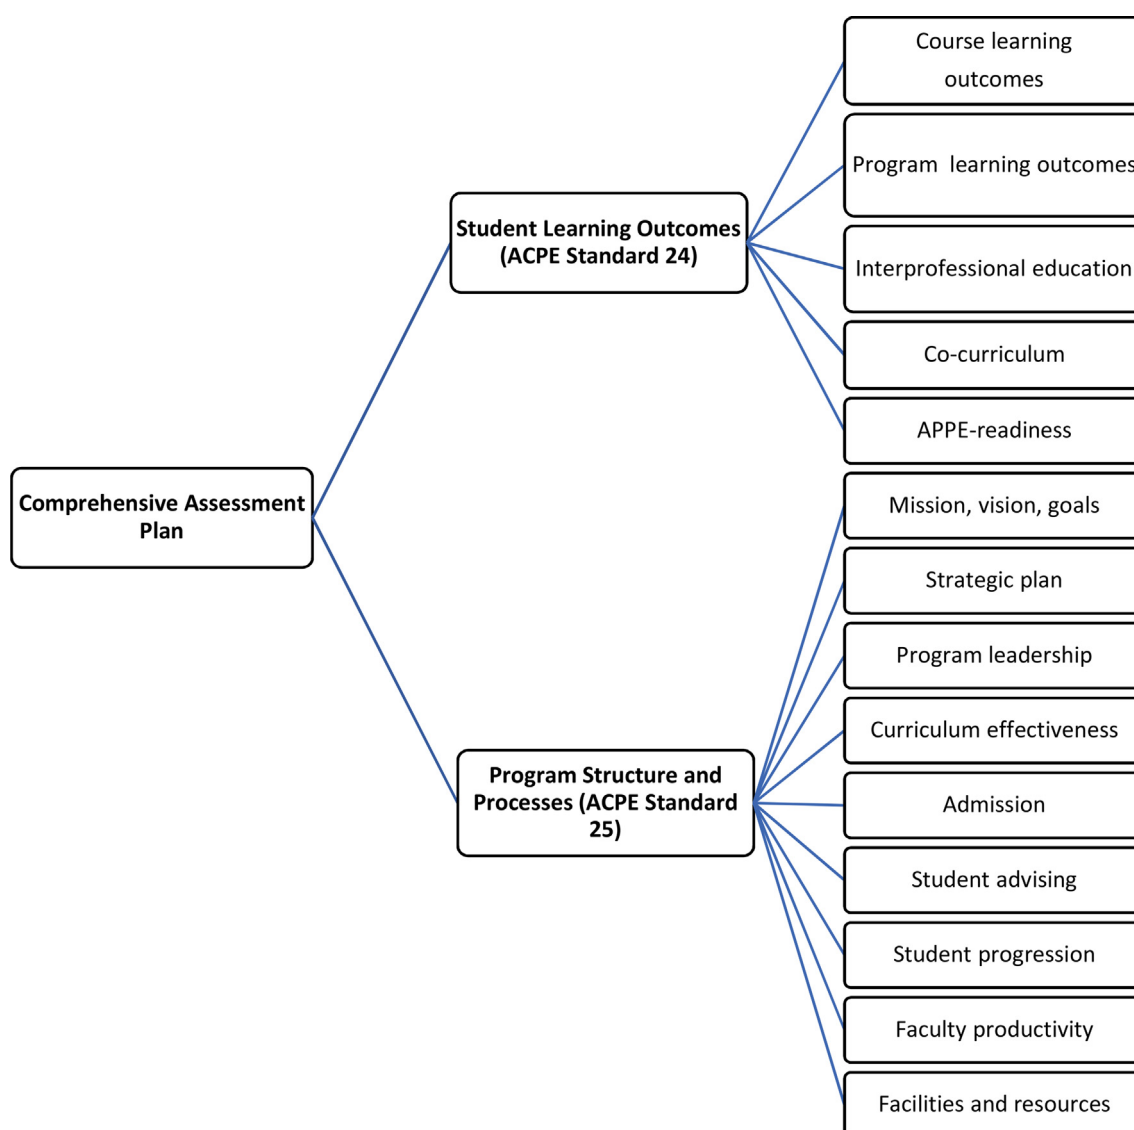 Course learning
outcomes
Program learning outcomes
Student Learning Outcomes
(ACPE Standard 24)
Interprofessional education
Co-curriculum
APPE-readiness
Comprehensive Assessment
Plan
Mission, vision, goals
Strategic plan
Program leadership
Curriculum effectiveness
Program Structure and
Processes (ACPE Standard
25)
Admission
Student advising
Student progression
Faculty productivity
Facilities and resources